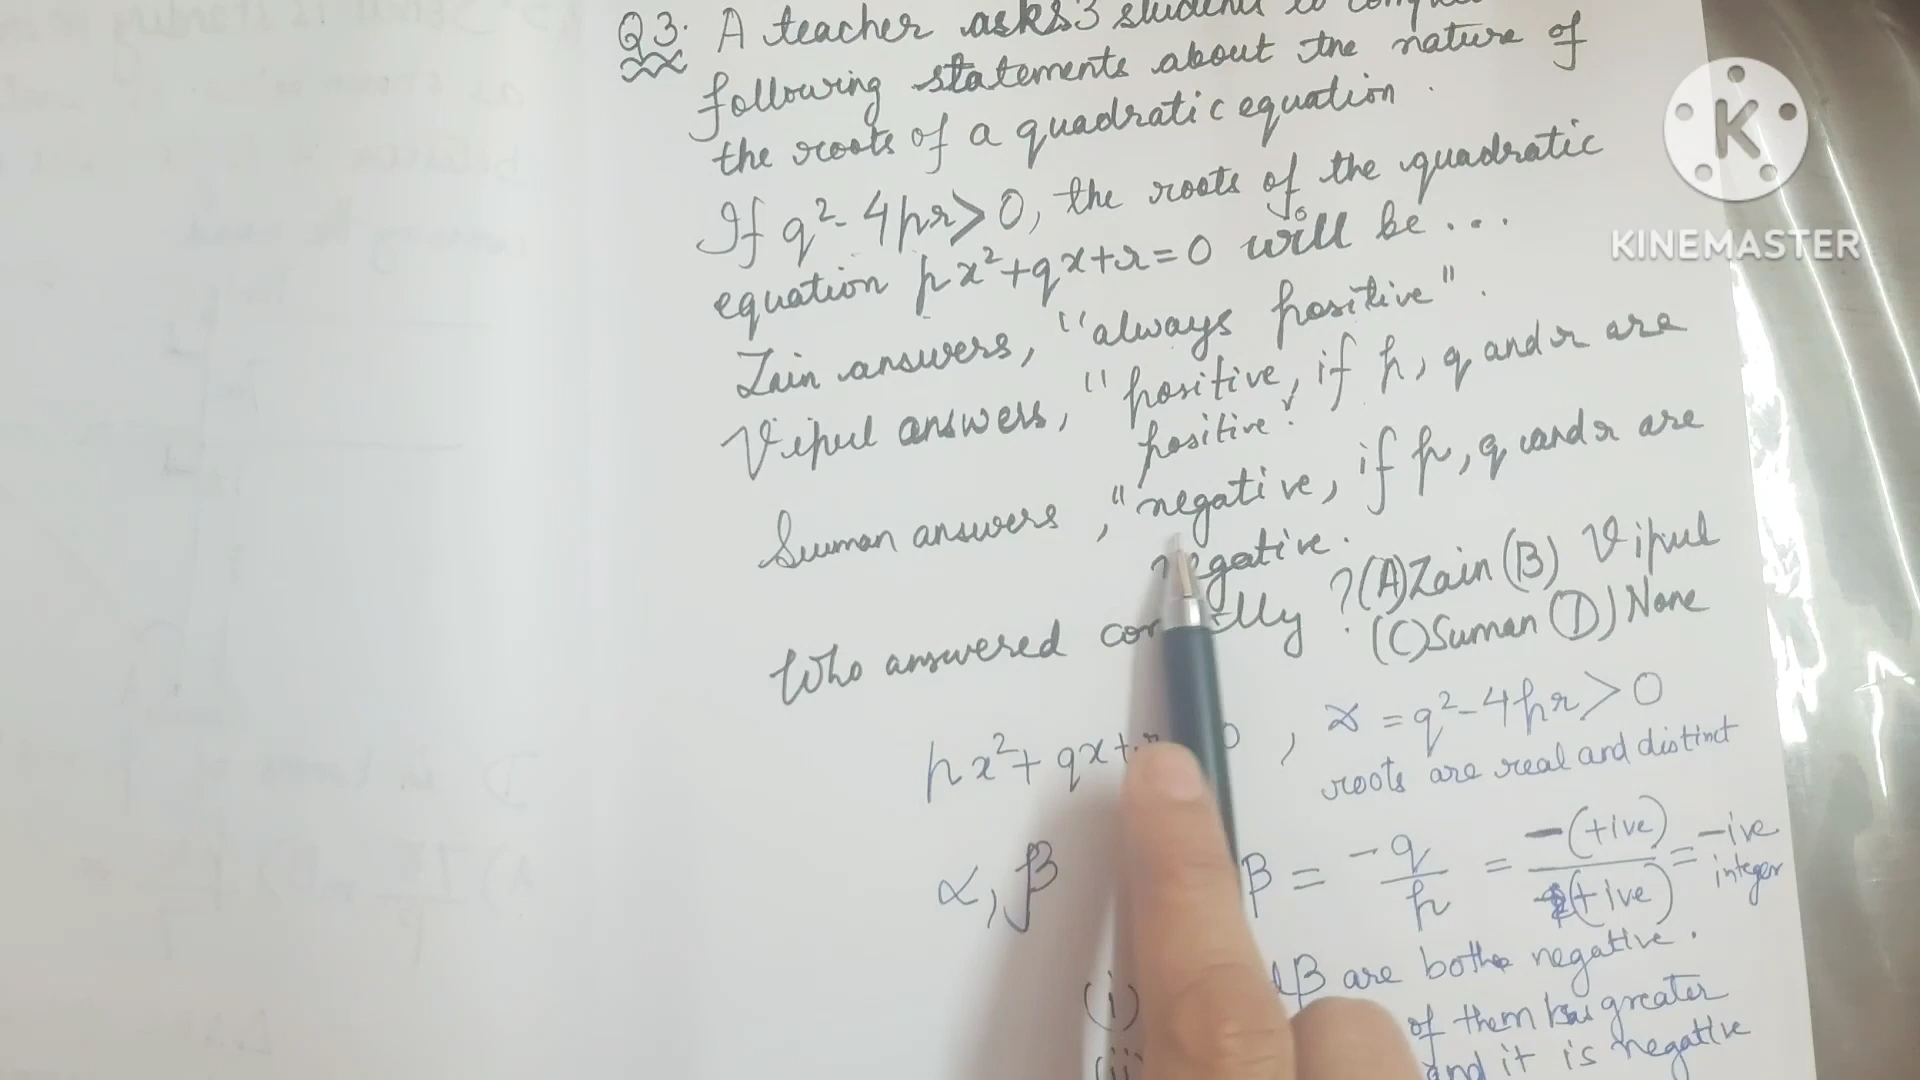 Q3. A teacher asks 3 students to
following statements about the nature of
the roots of a quadratic equation.
If q²-4pr>0, the roots of the quadratic
equation px²+qx+r=0 will be...
Zain answers, "always positive".
Vipul answers, "positive, if p, q and r are
positive".
Suman answers, "negative, if p, q and r are
negative.
Who answered ? (A) Zain (B) Vipul
(C) Suman (D) None
px²+qx+ 0, = q²-4pr>0
roots are real and distinct
α, β β = -q/p = -(+ive)/(+ive) = -ive
integer
(i) β are both negative.
(ii) of them greater
and it is negative
K
KINEMASTER